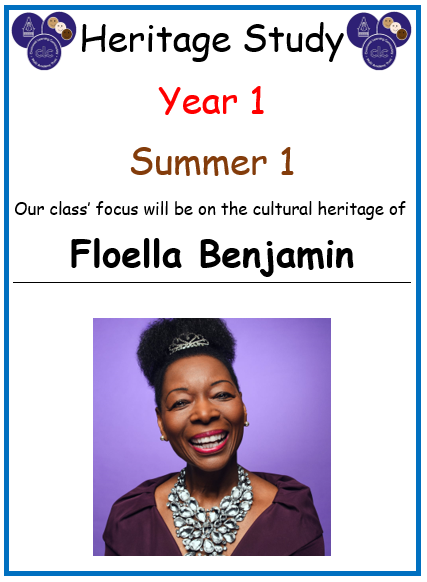 Heritage Study
Year 1
Summer 1
Our class’ focus will be on the cultural heritage of
Floella Benjamin